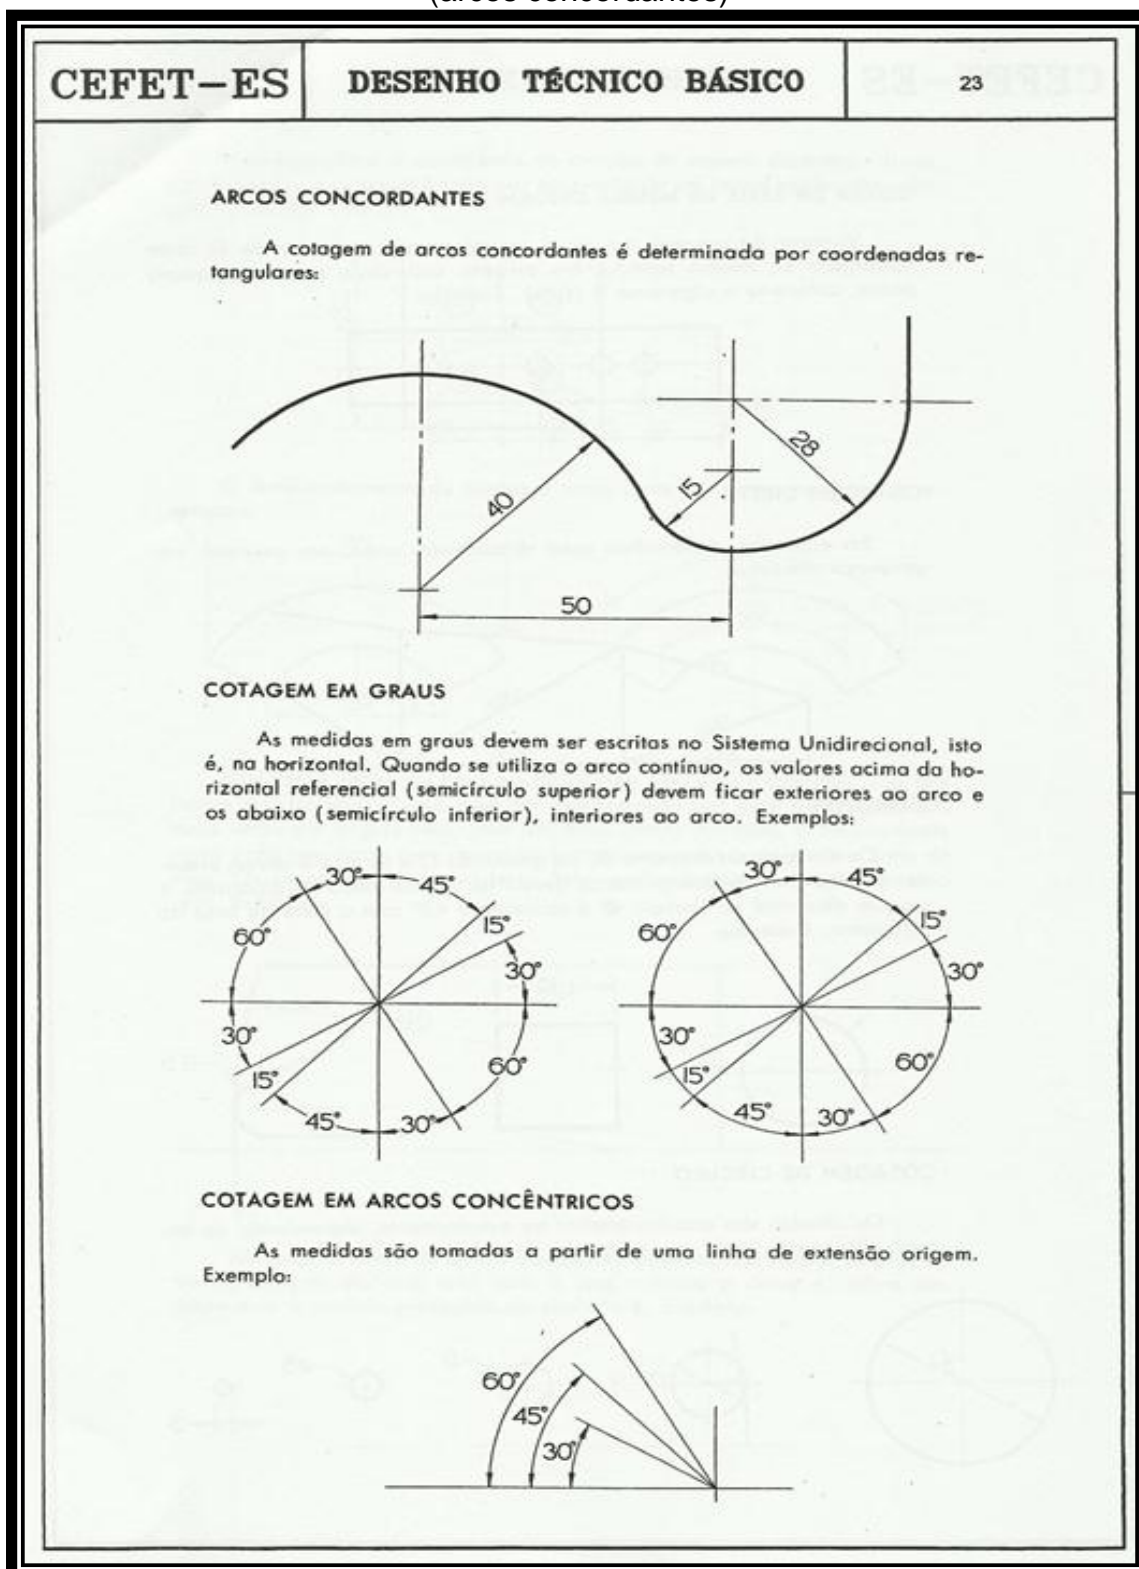 (arcos concordantes)
CEFET-ES
DESENHO TÉCNICO BÁSICO
23
ARCOS CONCORDANTES
A cotagem de arcos concordantes é determinada por coordenadas re-
tangulares:
28
15
40
50
COTAGEM EM GRAUS
As medidas em graus devem ser escritas no Sistema Unidirecional, isto
é, na horizontal. Quando se utiliza o arco contínuo, os valores acima da ho-
rizontal referencial (semicírculo superior) devem ficar exteriores ao arco e
os abaixo (semicírculo inferior), interiores ao arco. Exemplos:
30°
45°
60°
15°
30°
30°
60°
15°
45°
30°
30°
45°
60°
15°
30°
30°
60°
15°
45°
30°
COTAGEM EM ARCOS CONCÊNTRICOS
As medidas são tomadas a partir de uma linha de extensão origem.
Exemplo:
60°
45°
30°